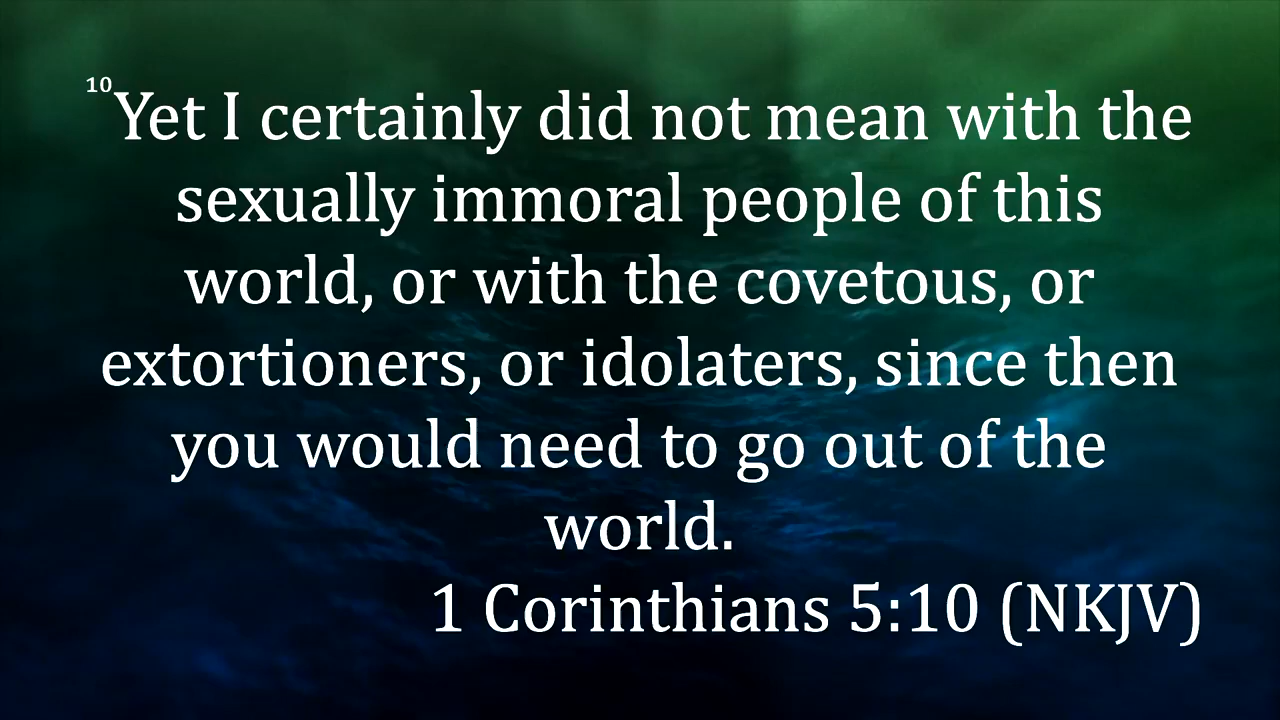 10Yet I certainly did not mean with the
sexually immoral people of this
world, or with the covetous, or
extortioners, or idolaters, since then
you would need to go out of the
world.
1 Corinthians 5:10 (NKJV)